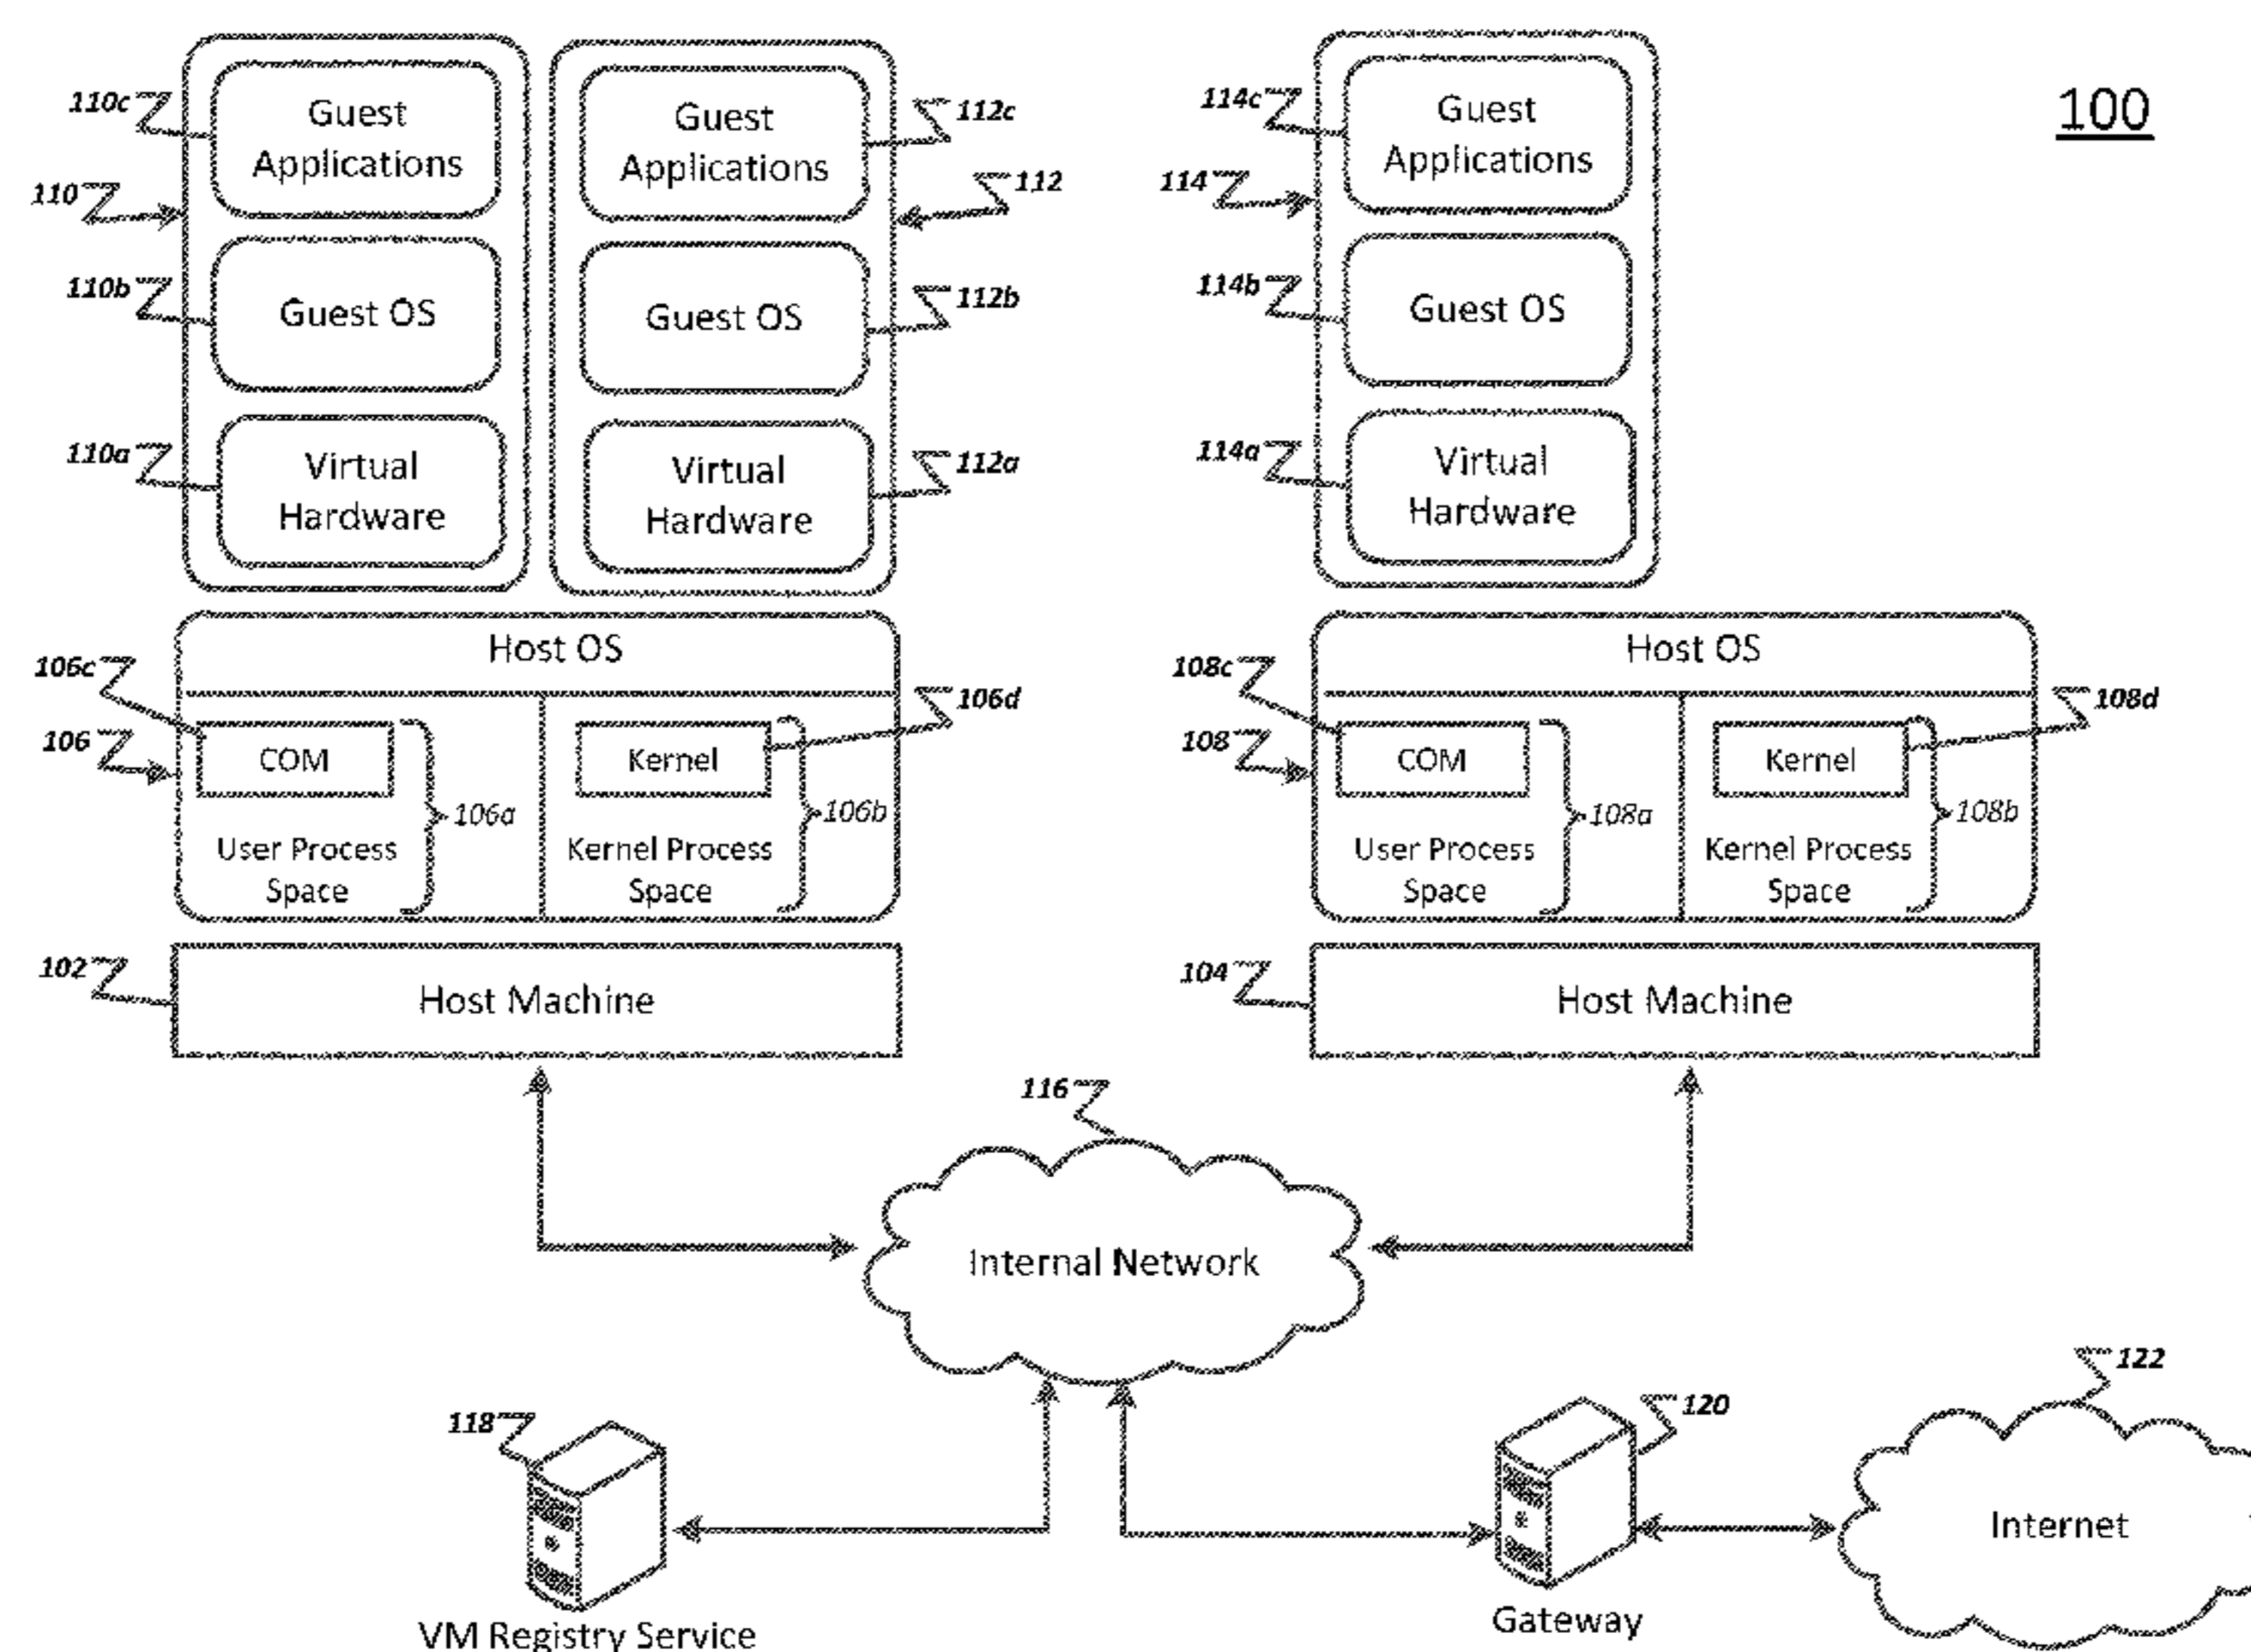 100
110c
Guest
Applications
110
110b
Guest OS
110a
Virtual
Hardware
Guest
Applications
112c
112
Guest OS
112b
Virtual
Hardware
112a
114c
Guest
Applications
114
114b
Guest OS
114a
Virtual
Hardware
Host OS
106c
106
COM
106a
User Process
Space
106d
Kernel
106b
Kernel Process
Space
102
Host Machine
Host OS
108c
108
COM
108a
User Process
Space
108d
Kernel
108b
Kernel Process
Space
104
Host Machine
116
Internal Network
118
VM Registry Service
120
Gateway
122
Internet